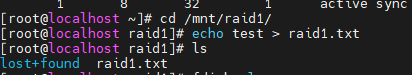 1 8 32 1 active sync
[root@localhost ~]# cd /mnt/raid1/
[root@localhost raid1]# echo test > raid1.txt
[root@localhost raid1]# ls
lost+found raid1.txt